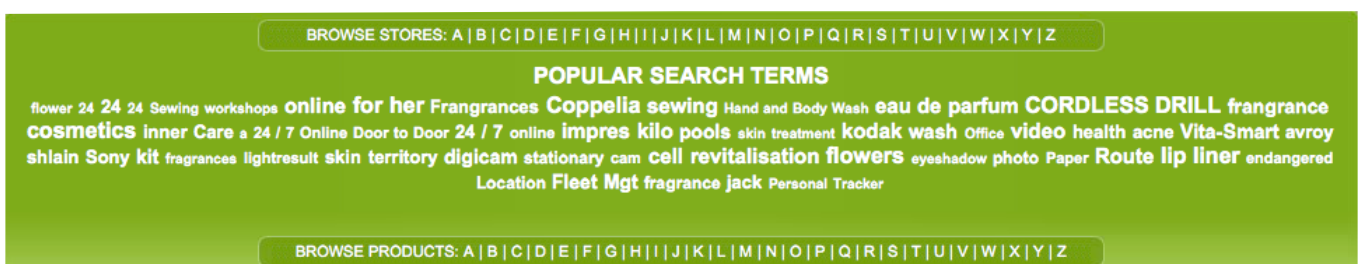 BROWSE STORES: A | B | C | D | E | F | G | H | I | J | K | L | M | N | O | P | Q | R | S | T | U | V | W | X | Y | Z
POPULAR SEARCH TERMS
flower 24 24 24 Sewing workshops online for her Frangrances Coppelia sewing Hand and Body Wash eau de parfum CORDLESS DRILL frangrance
cosmetics inner Care a 24 / 7 Online Door to Door 24 / 7 online impres kilo pools skin treatment kodak wash Office video health acne Vita-Smart avroy
shlain Sony kit fragrances lightresult skin territory digicam stationary cam cell revitalisation flowers eyeshadow photo Paper Route lip liner endangered
Location Fleet Mgt fragrance jack Personal Tracker
BROWSE PRODUCTS: A | B | C | D | E | F | G | H | I | J | K | L | M | N | O | P | Q | R | S | T | U | V | W | X | Y | Z